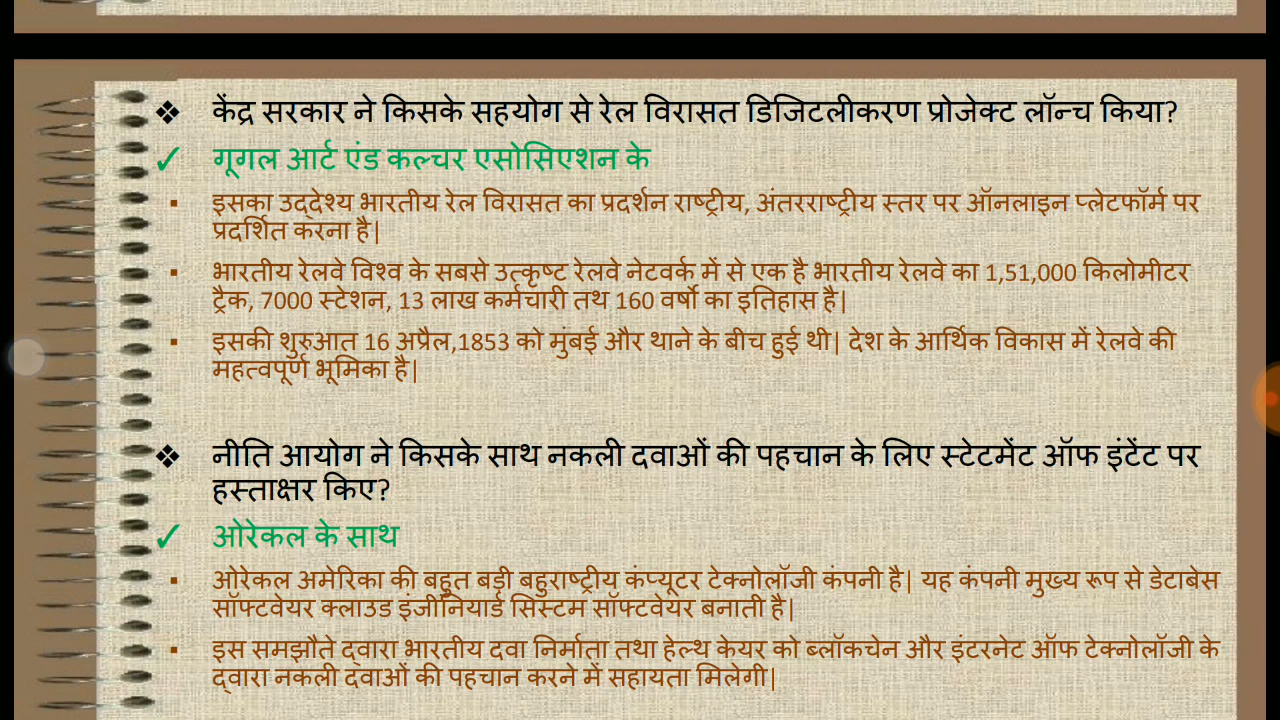 ❖ केंद्र सरकार ने किसके सहयोग से रेल विरासत डिजिटलीकरण प्रोजेक्ट लॉन्च किया?
✓ गूगल आर्ट एंड कल्चर एसोसिएशन के
▪ इसका उद्देश्य भारतीय रेल विरासत का प्रदर्शन राष्ट्रीय, अंतरराष्ट्रीय स्तर पर ऑनलाइन प्लेटफॉर्म पर
प्रदर्शित करना है|
▪ भारतीय रेलवे विश्व के सबसे उत्कृष्ट रेलवे नेटवर्क में से एक है भारतीय रेलवे का 1,51,000 किलोमीटर
ट्रैक, 7000 स्टेशन, 13 लाख कर्मचारी तथ 160 वर्षो का इतिहास है|
▪ इसकी शुरुआत 16 अप्रैल,1853 को मुंबई और थाने के बीच हुई थी| देश के आर्थिक विकास में रेलवे की
महत्वपूर्ण भूमिका है|
❖ नीति आयोग ने किसके साथ नकली दवाओं की पहचान के लिए स्टेटमेंट ऑफ इंटेंट पर
हस्ताक्षर किए?
✓ ओरेकल के साथ
▪ ओरेकल अमेरिका की बहुत बड़ी बहुराष्ट्रीय कंप्यूटर टेक्नोलॉजी कंपनी है| यह कंपनी मुख्य रूप से डेटाबेस
सॉफ्टवेयर क्लाउड इंजीनियार्ड सिस्टम सॉफ्टवेयर बनाती है|
▪ इस समझौते द्वारा भारतीय दवा निर्माता तथा हेल्थ केयर को ब्लॉकचेन और इंटरनेट ऑफ टेक्नोलॉजी के
द्वारा नकली दवाओं की पहचान करने में सहायता मिलेगी|